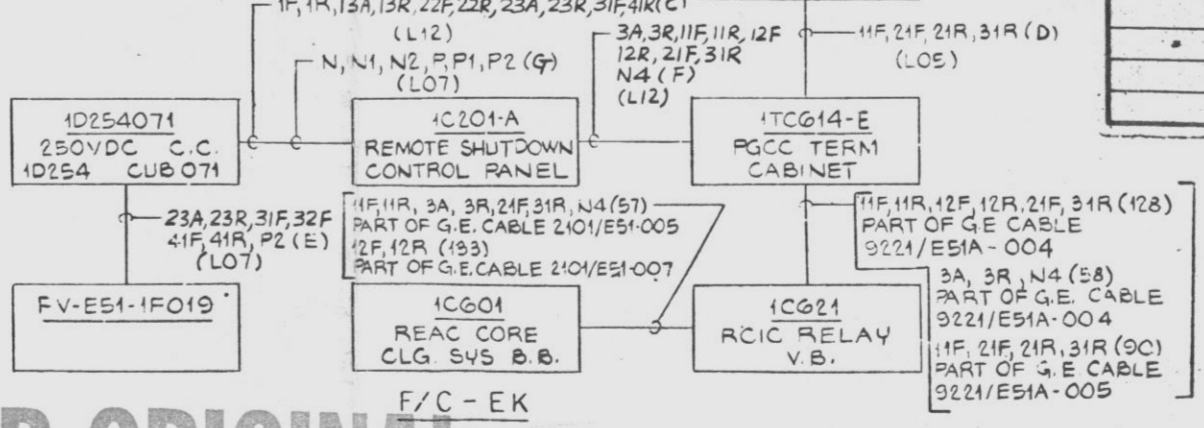 1F,1R,13A,13R,22F,22R,23A,23R,31F,41R(C)
(L12)
N,N1,N2,P,P1,P2 (G)
(L07)
3A,3R,11F,11R,12F
12R,21F,31R
N4 (F)
(L12)
11F,21F,21R,31R (D)
(L05)
1D254071
250VDC C.C.
1D254 CUB 071
1C201-A
REMOTE SHUTDOWN
CONTROL PANEL
1TC614-E
PGCC TERM
CABINET
23A,23R,31F,32F
41F,41R,P2 (E)
(L07)
11F,11R, 3A, 3R,21F,31R, N4 (57)
PART OF G.E. CABLE 2101/E51-005
12F,12R (193)
PART OF G.E. CABLE 2101/E51-007
11F,11R,12F,12R,21F,31R (128)
PART OF G.E CABLE
9221/E51A-004
3A, 3R, N4 (58)
PART OF G.E. CABLE
9221/E51A-004
11F, 21F, 21R, 31R (9C)
PART OF G.E. CABLE
9221/E51A-005
FV-E51-1F019
1C601
REAC CORE
CLG. SYS B.B.
1C621
RCIC RELAY
V.B.
F/C - EK
ORIGINAL